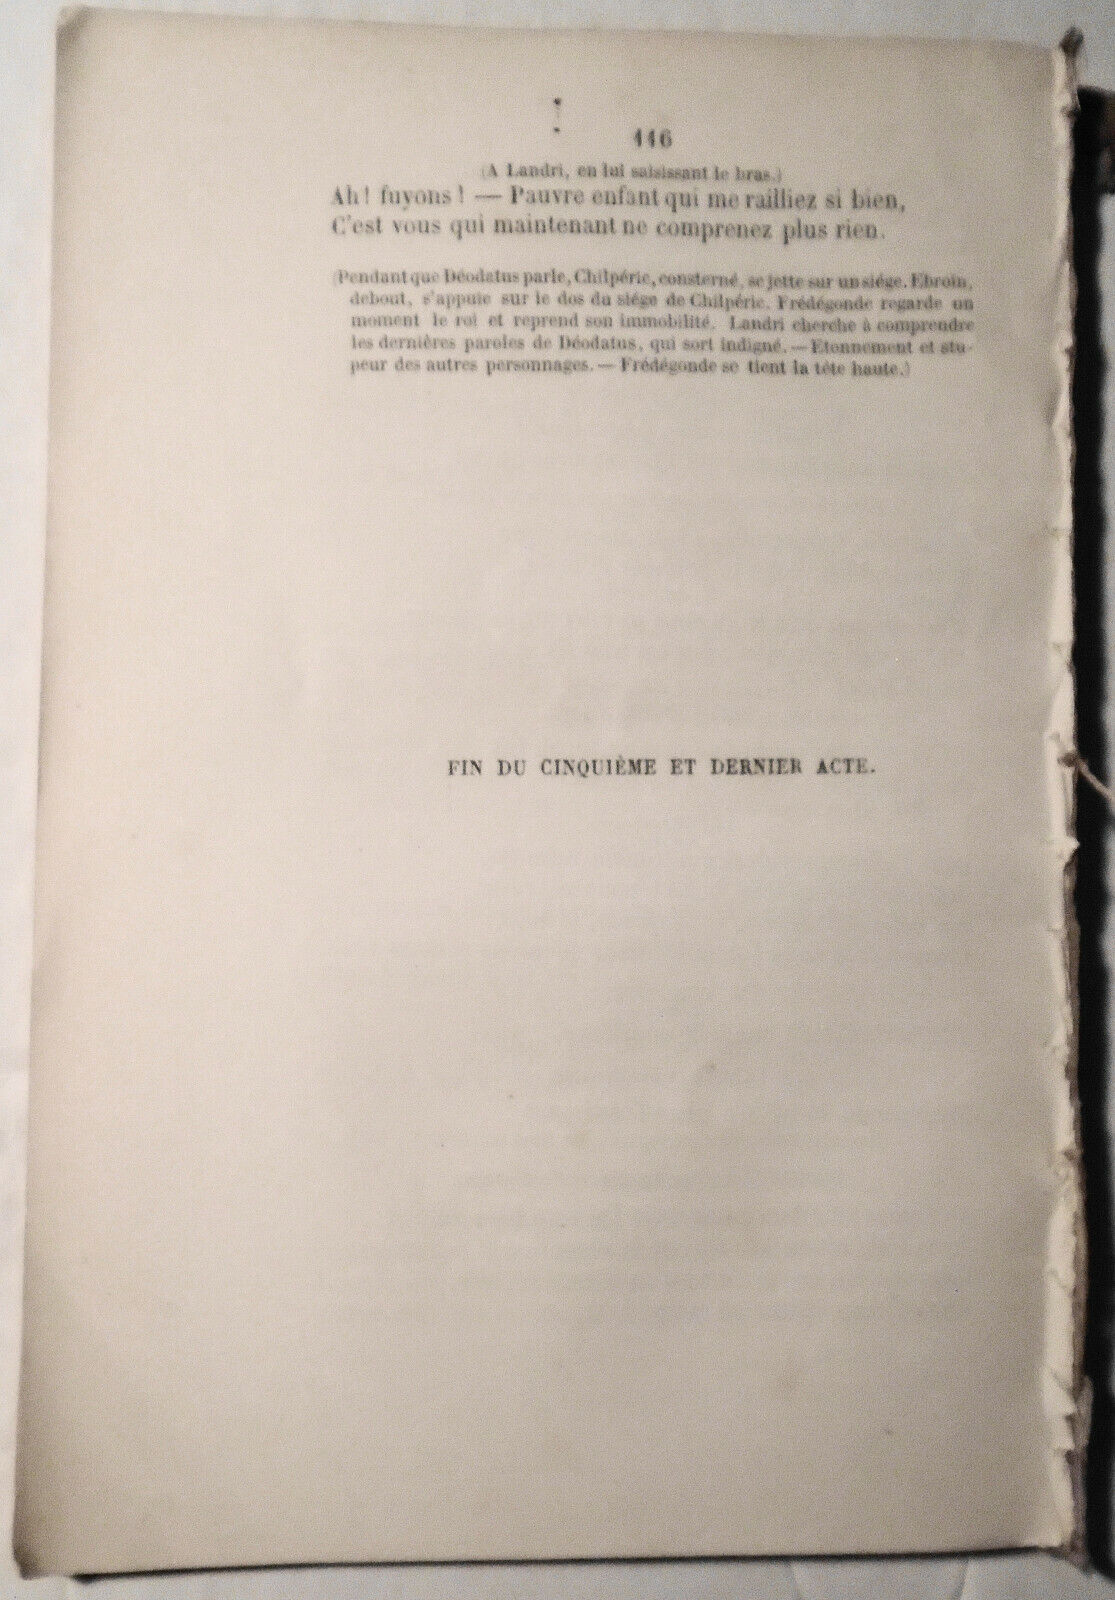 116
(A Landri, en lui saisissant le bras.)
Ah! fuyons! — Pauvre enfant qui me railliez si bien,
C'est vous qui maintenant ne comprenez plus rien.
(Pendant que Déodatus parle, Chilpéric, consterné, se jette sur un siége. Ebroin,
debout, s'appuie sur le dos du siége de Chilpéric. Frédégonde regarde un
moment le roi et reprend son immobilité. Landri cherche à comprendre
les dernières paroles de Déodatus, qui sort indigné. — Etonnement et stu-
peur des autres personnages. — Frédégonde se tient la tête haute.)
FIN DU CINQUIÈME ET DERNIER ACTE.